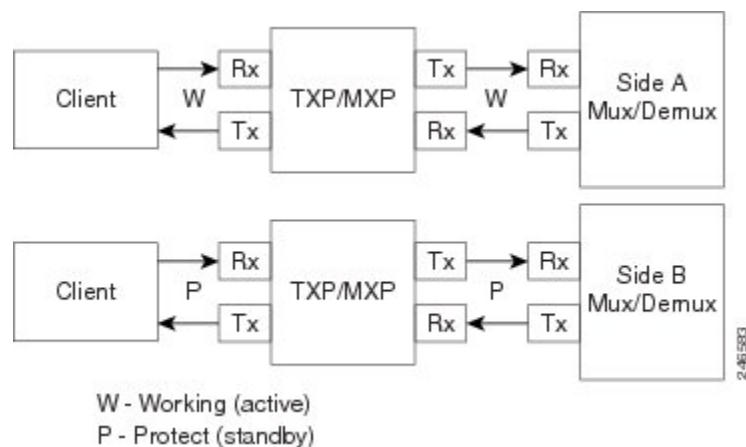 Client
W
Rx
Tx
TXP/MXP
Tx
Rx
W
Rx
Tx
Side A
Mux/Demux
Client
P
Rx
Tx
TXP/MXP
Tx
Rx
P
Rx
Tx
Side B
Mux/Demux
246583
W - Working (active)
P - Protect (standby)